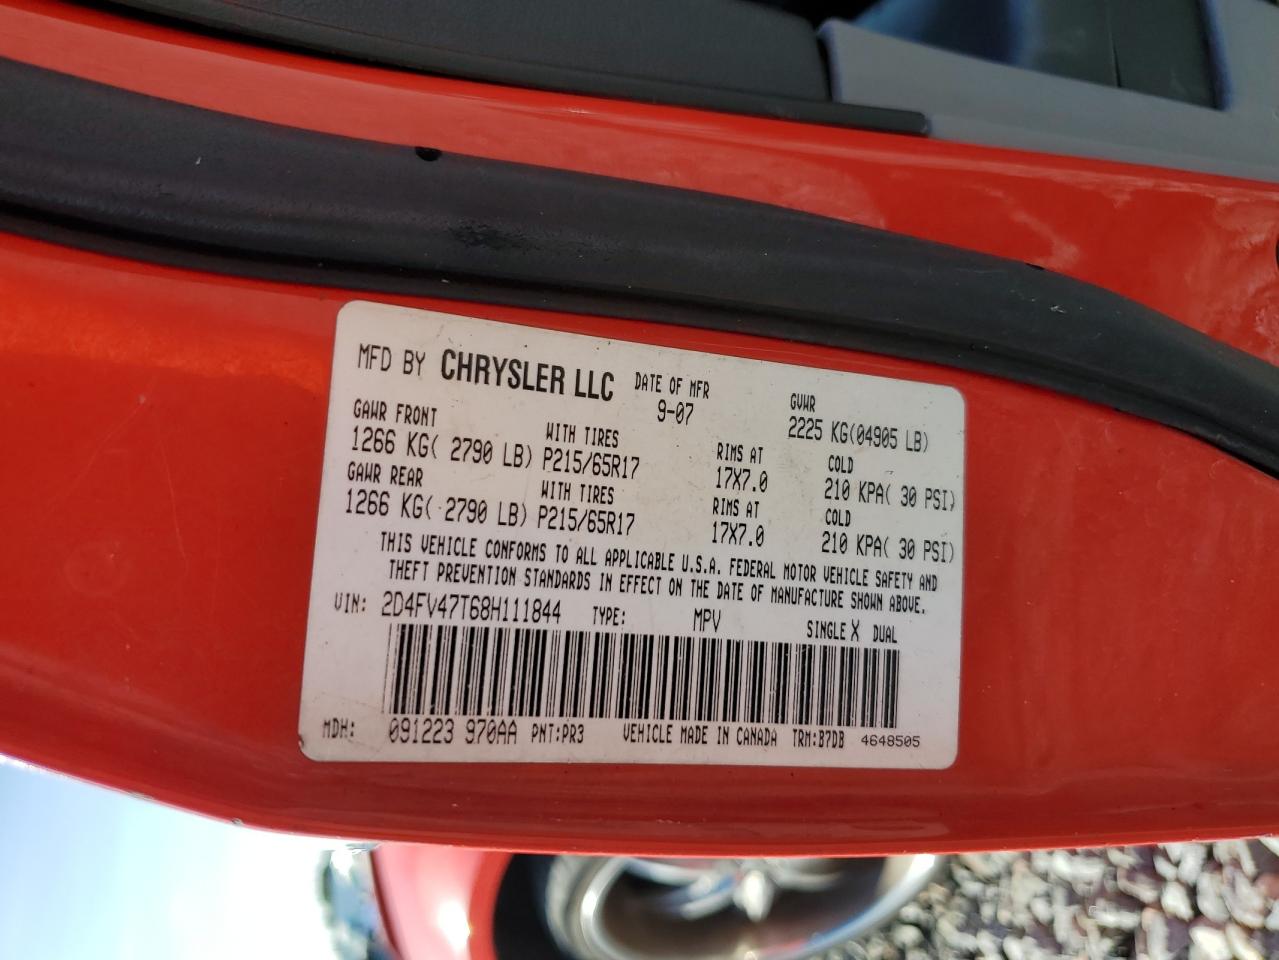 MFD BY CHRYSLER LLC DATE OF MFR 9-07 GVWR 2225 KG(04905 LB)
GAWR FRONT WITH TIRES RIMS AT COLD
1266 KG( 2790 LB) P215/65R17 17X7.0 210 KPA( 30 PSI)
GAWR REAR WITH TIRES RIMS AT COLD
1266 KG( 2790 LB) P215/65R17 17X7.0 210 KPA( 30 PSI)
THIS VEHICLE CONFORMS TO ALL APPLICABLE U.S.A. FEDERAL MOTOR VEHICLE SAFETY AND
THEFT PREVENTION STANDARDS IN EFFECT ON THE DATE OF MANUFACTURE SHOWN ABOVE.
VIN: 2D4FV47T68H111844 TYPE: MPV SINGLE X DUAL
MDH: 091223 970AA PNT:PR3 VEHICLE MADE IN CANADA TRM:B7DB 4648505